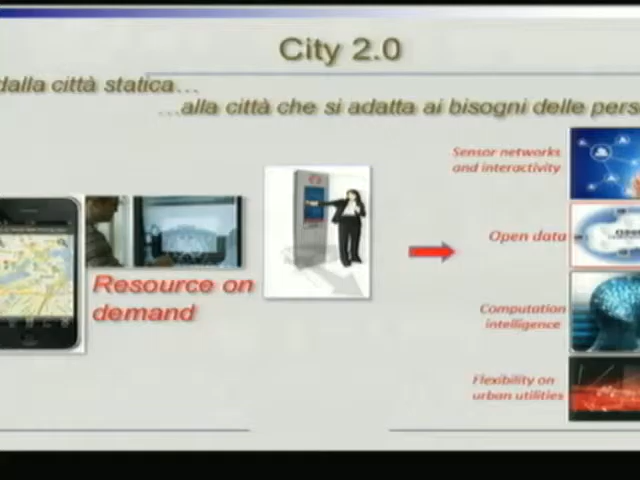 City 2.0
dalla città statica...
...alla città che si adatta ai bisogni delle pers
Sensor networks
and interactivity
Open data
Resource on
demand
Computation
intelligence
Flexibility on
urban utilities